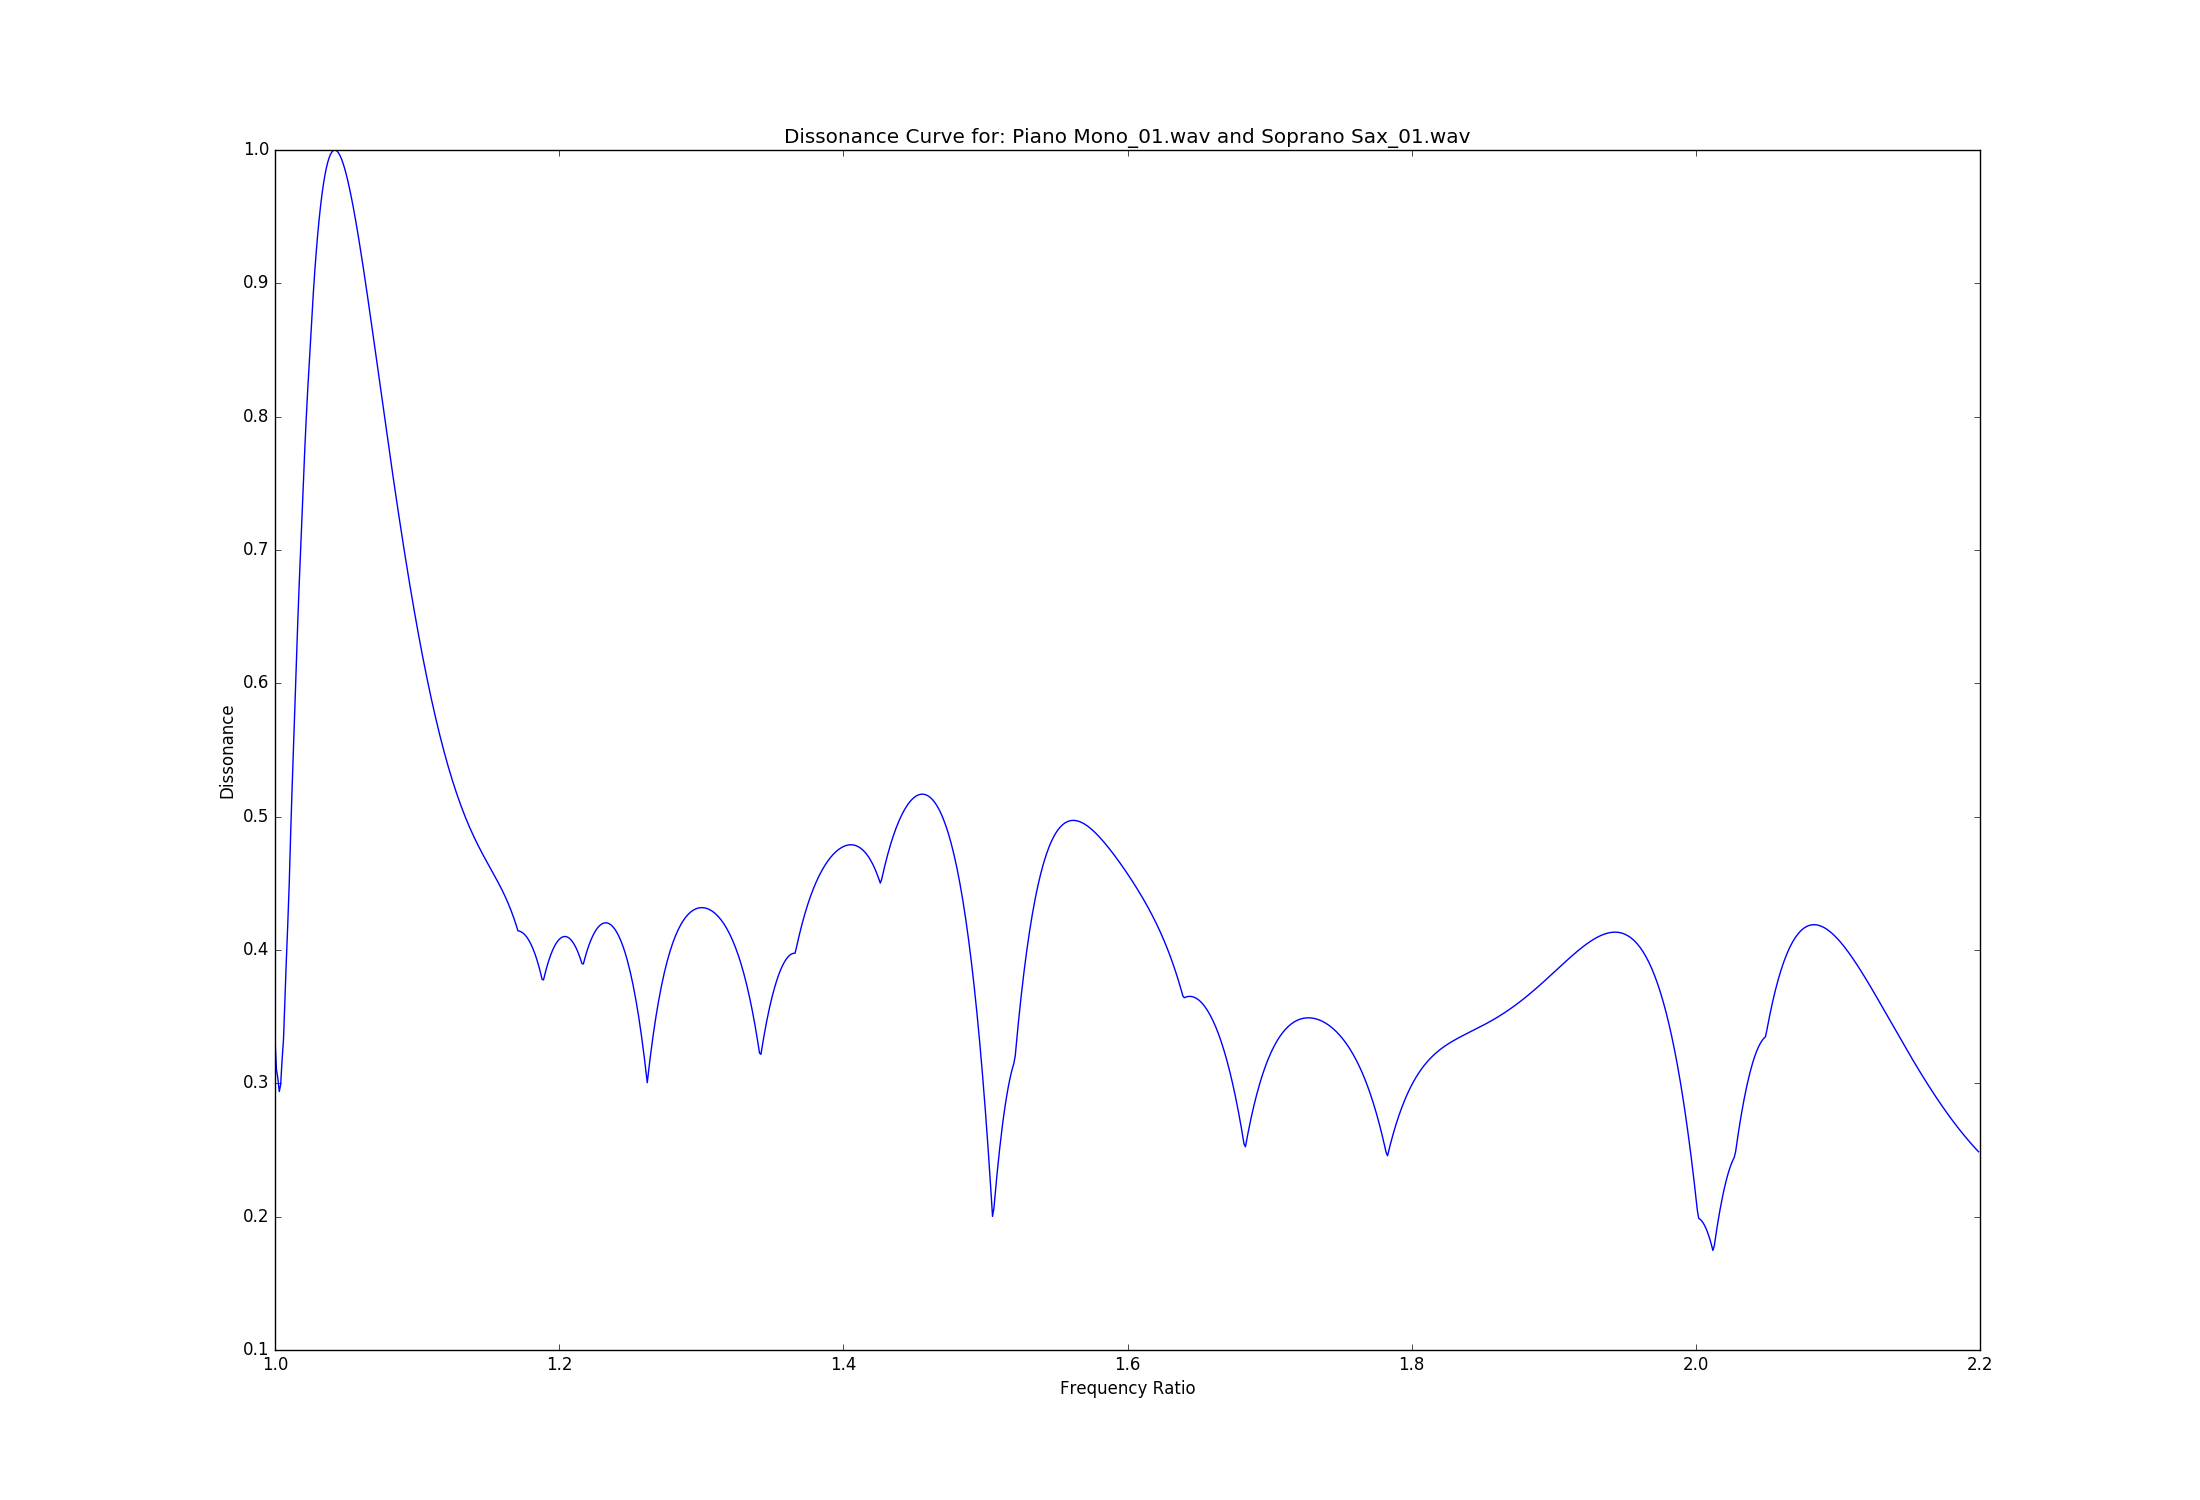 Dissonance Curve for: Piano Mono_01.wav and Soprano Sax_01.wav
1.0
0.9
0.8
0.7
0.6
0.5
0.4
0.3
0.2
0.1
Dissonance
1.0 1.2 1.4 1.6 1.8 2.0 2.2
Frequency Ratio